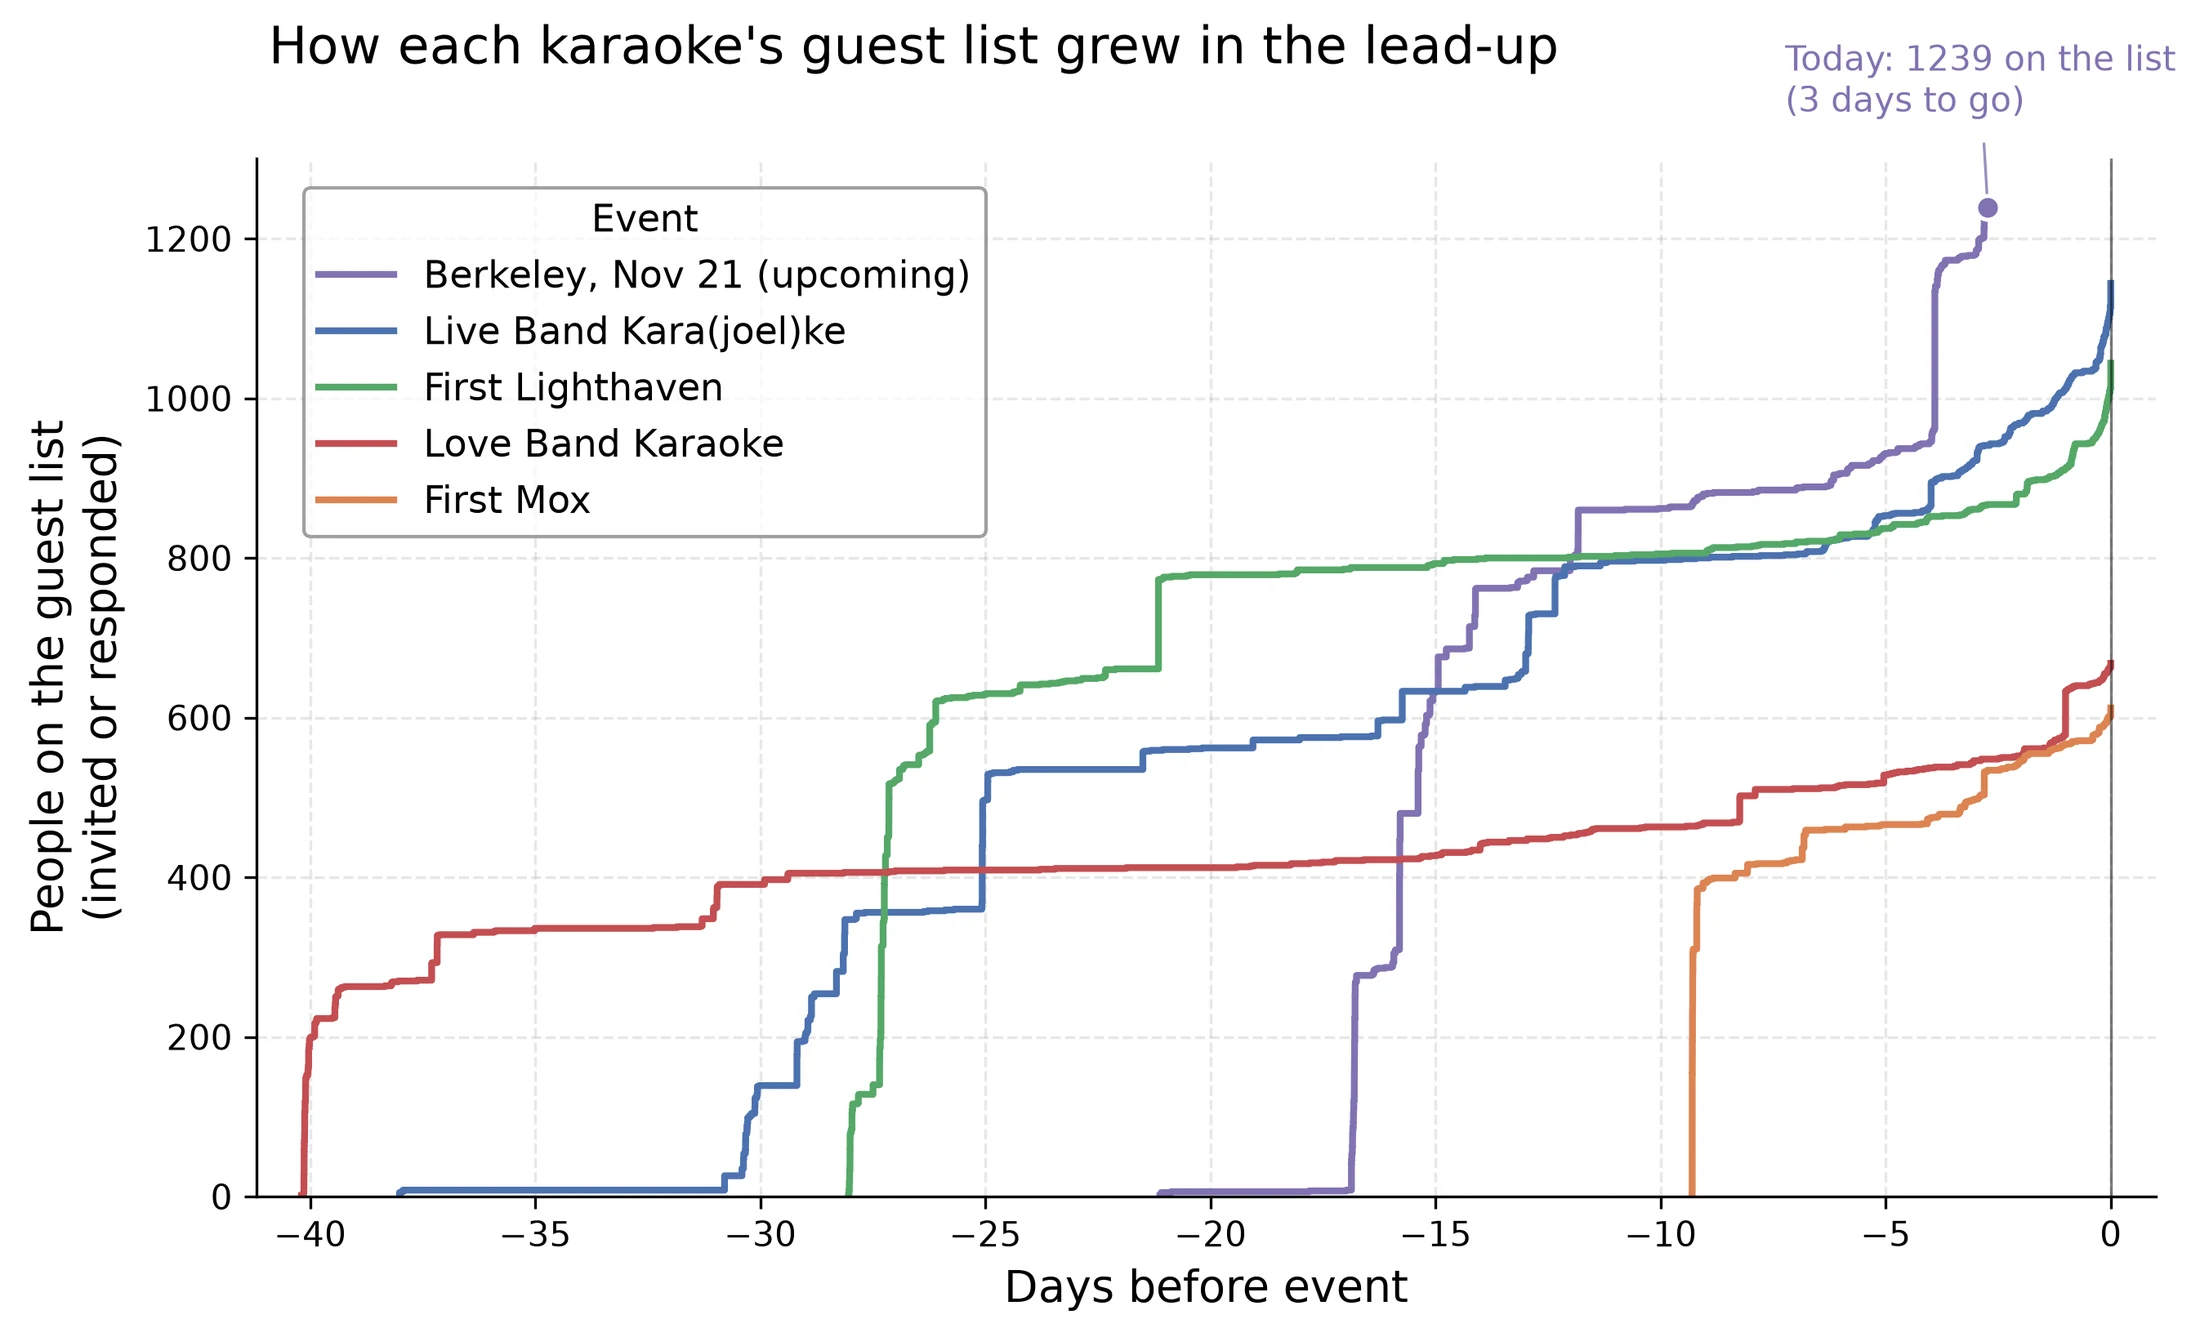 How each karaoke's guest list grew in the lead-up
Today: 1239 on the list
(3 days to go)
Event
Berkeley, Nov 21 (upcoming)
Live Band Kara(joel)ke
First Lighthaven
Love Band Karaoke
First Mox
People on the guest list
(invited or responded)
1200
1000
800
600
400
200
0
−40 −35 −30 −25 −20 −15 −10 −5 0
Days before event